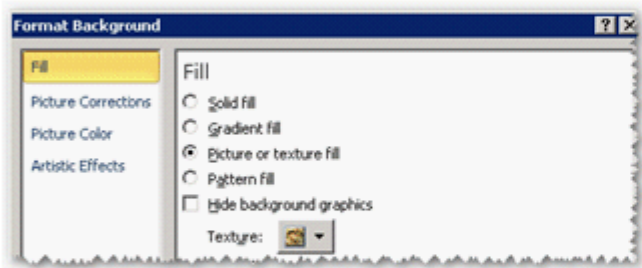 Format Background
Fill
Picture Corrections
Picture Color
Artistic Effects
Fill
Solid fill
Gradient fill
Picture or texture fill
Pattern fill
Hide background graphics
Texture: